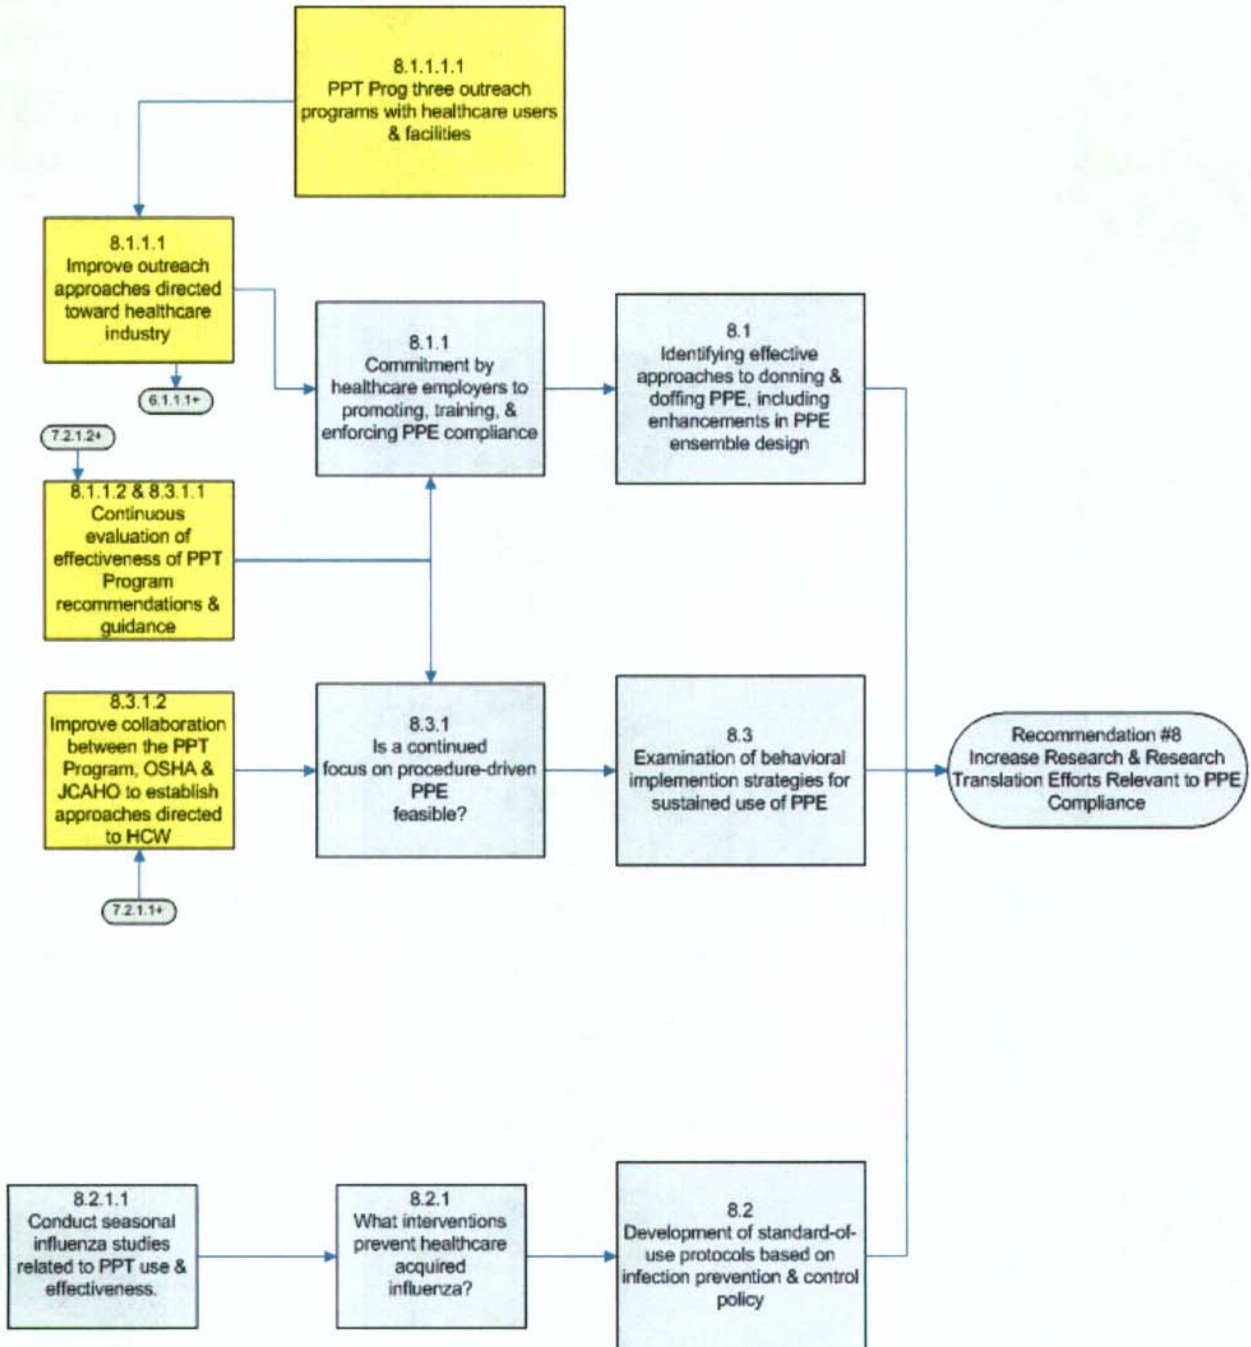 8.1.1.1.1
PPT Prog three outreach
programs with healthcare users
& facilities
8.1.1.1
Improve outreach
approaches directed
toward healthcare
industry
6.1.1.1+
7.2.1.2+
8.1.1.2 & 8.3.1.1
Continuous
evaluation of
effectiveness of PPT
Program
recommendations &
guidance
8.1.1
Commitment by
healthcare employers to
promoting, training, &
enforcing PPE compliance
8.1
Identifying effective
approaches to donning &
doffing PPE, including
enhancements in PPE
ensemble design
8.3.1.2
Improve collaboration
between the PPT
Program, OSHA &
JCAHO to establish
approaches directed
to HCW
7.2.1.1+
8.3.1
Is a continued
focus on procedure-driven
PPE
feasible?
8.3
Examination of behavioral
implemention strategies for
sustained use of PPE
Recommendation #8
Increase Research & Research
Translation Efforts Relevant to PPE
Compliance
8.2.1.1
Conduct seasonal
influenza studies
related to PPT use &
effectiveness.
8.2.1
What interventions
prevent healthcare
acquired
influenza?
8.2
Development of standard-of-
use protocols based on
infection prevention & control
policy